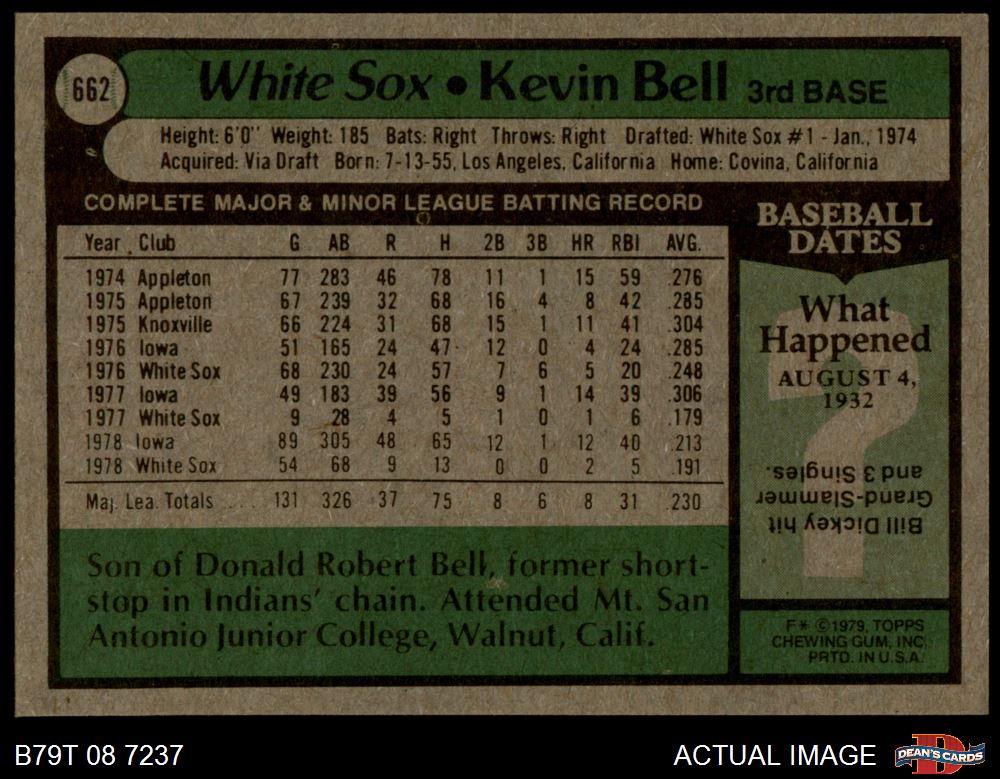 662
White Sox • Kevin Bell 3rd BASE
Height: 6'0" Weight: 185 Bats: Right Throws: Right Drafted: White Sox #1 - Jan., 1974
Acquired: Via Draft Born: 7-13-55, Los Angeles, California Home: Covina, California
COMPLETE MAJOR & MINOR LEAGUE BATTING RECORD
Year Club G AB R H 2B 3B HR RBI AVG.
1974 Appleton 77 283 46 78 11 1 15 59 .276
1975 Appleton 67 239 32 68 16 4 8 42 .285
1975 Knoxville 66 224 31 68 15 1 11 41 .304
1976 Iowa 51 165 24 47 12 0 4 24 .285
1976 White Sox 68 230 24 57 7 6 5 20 .248
1977 Iowa 49 183 39 56 9 1 14 39 .306
1977 White Sox 9 28 4 5 1 0 1 6 .179
1978 Iowa 89 305 48 65 12 1 12 40 .213
1978 White Sox 54 68 9 13 0 0 2 5 .191
Maj. Lea. Totals ... 131 326 37 75 8 6 8 31 .230
Son of Donald Robert Bell, former short-
stop in Indians' chain. Attended Mt. San
Antonio Junior College, Walnut, Calif.
BASEBALL
DATES
What
Happened
AUGUST 4,
1932
?
Bill Dickey hit
Grand-Slammer
and 3 Singles.
F* ©1979, TOPPS
CHEWING GUM, INC.
PRTD. IN U.S.A.
B79T 08 7237
ACTUAL IMAGE
D
DEAN'S CARDS